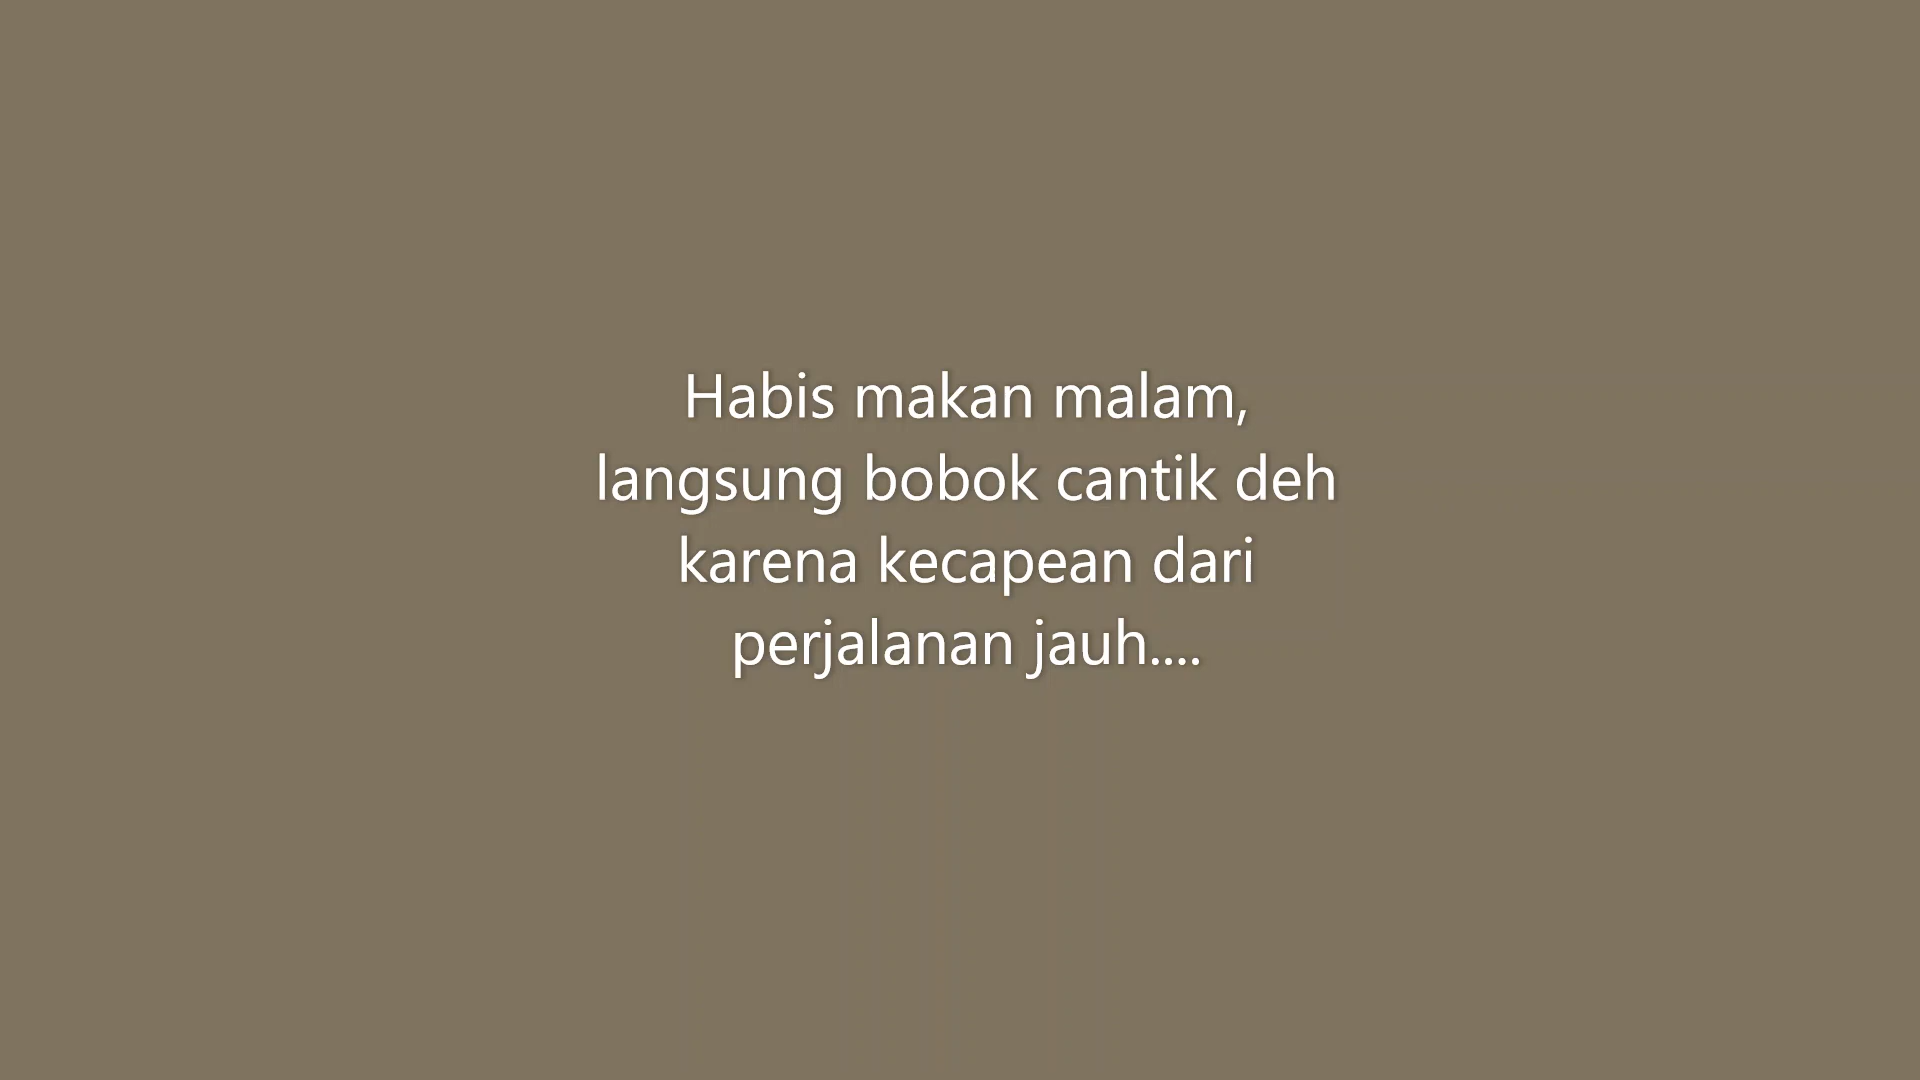 Habis makan malam,
langsung bobok cantik deh
karena kecapean dari
perjalanan jauh....